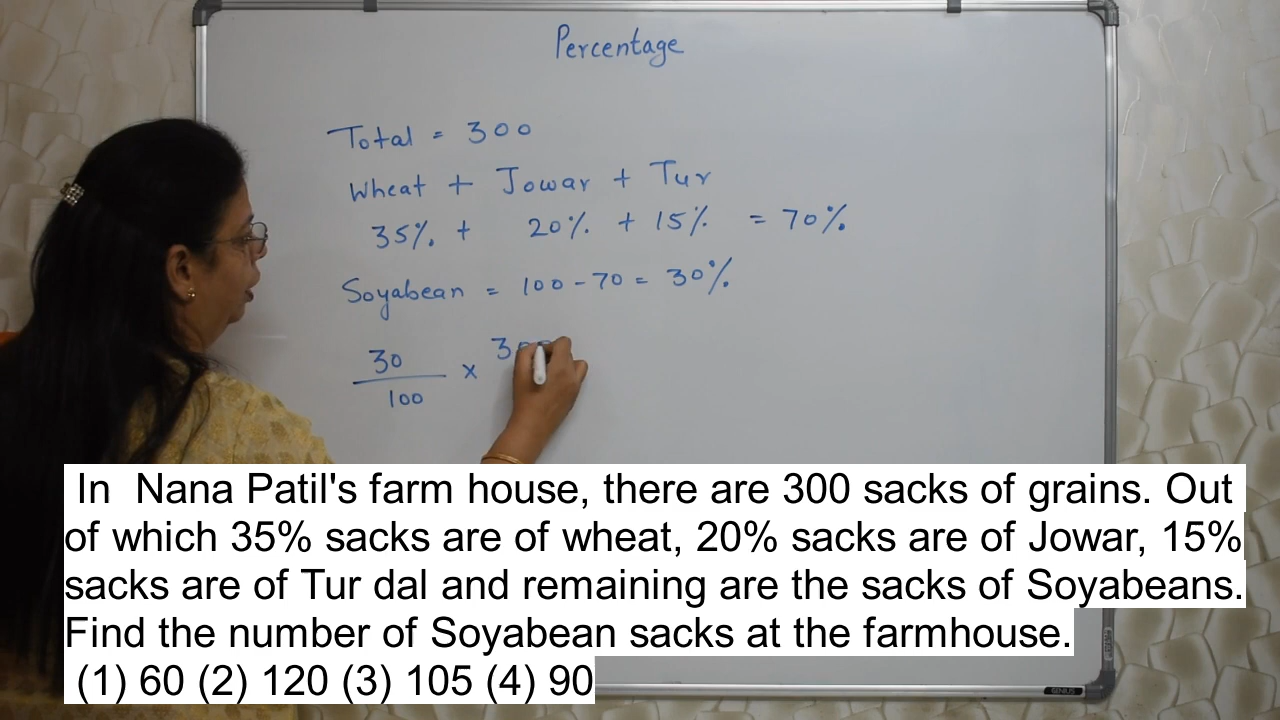 Percentage
Total = 300
Wheat + Jowar + Tur
35% + 20% + 15% = 70%
Soyabean = 100 - 70 = 30%
30
100
×
In Nana Patil's farm house, there are 300 sacks of grains. Out
of which 35% sacks are of wheat, 20% sacks are of Jowar, 15%
sacks are of Tur dal and remaining are the sacks of Soyabeans.
Find the number of Soyabean sacks at the farmhouse.
(1) 60 (2) 120 (3) 105 (4) 90
GENIUS